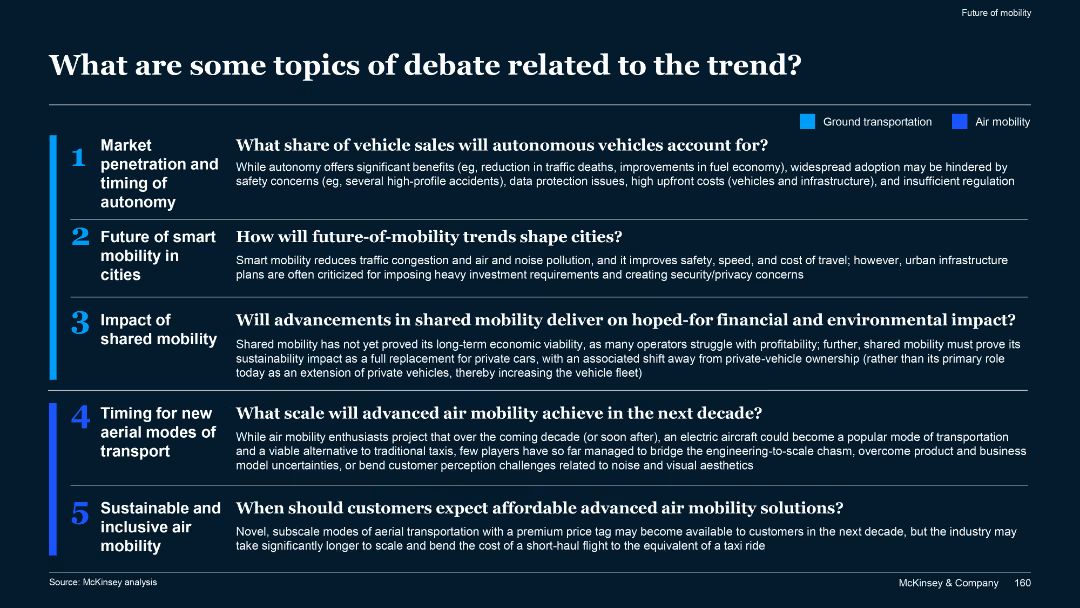 Future of mobility
What are some topics of debate related to the trend?
Ground transportation
Air mobility
1
Market
penetration and
timing of
autonomy
What share of vehicle sales will autonomous vehicles account for?
While autonomy offers significant benefits (eg, reduction in traffic deaths, improvements in fuel economy), widespread adoption may be hindered by
safety concerns (eg, several high-profile accidents), data protection issues, high upfront costs (vehicles and infrastructure), and insufficient regulation
2
Future of smart
mobility in
cities
How will future-of-mobility trends shape cities?
Smart mobility reduces traffic congestion and air and noise pollution, and it improves safety, speed, and cost of travel; however, urban infrastructure
plans are often criticized for imposing heavy investment requirements and creating security/privacy concerns
3
Impact of
shared mobility
Will advancements in shared mobility deliver on hoped-for financial and environmental impact?
Shared mobility has not yet proved its long-term economic viability, as many operators struggle with profitability; further, shared mobility must prove its
sustainability impact as a full replacement for private cars, with an associated shift away from private-vehicle ownership (rather than its primary role
today as an extension of private vehicles, thereby increasing the vehicle fleet)
4
Timing for new
aerial modes of
transport
What scale will advanced air mobility achieve in the next decade?
While air mobility enthusiasts project that over the coming decade (or soon after), an electric aircraft could become a popular mode of transportation
and a viable alternative to traditional taxis, few players have so far managed to bridge the engineering-to-scale chasm, overcome product and business
model uncertainties, or bend customer perception challenges related to noise and visual aesthetics
5
Sustainable and
inclusive air
mobility
When should customers expect affordable advanced air mobility solutions?
Novel, subscale modes of aerial transportation with a premium price tag may become available to customers in the next decade, but the industry may
take significantly longer to scale and bend the cost of a short-haul flight to the equivalent of a taxi ride
Source: McKinsey analysis
McKinsey & Company 160